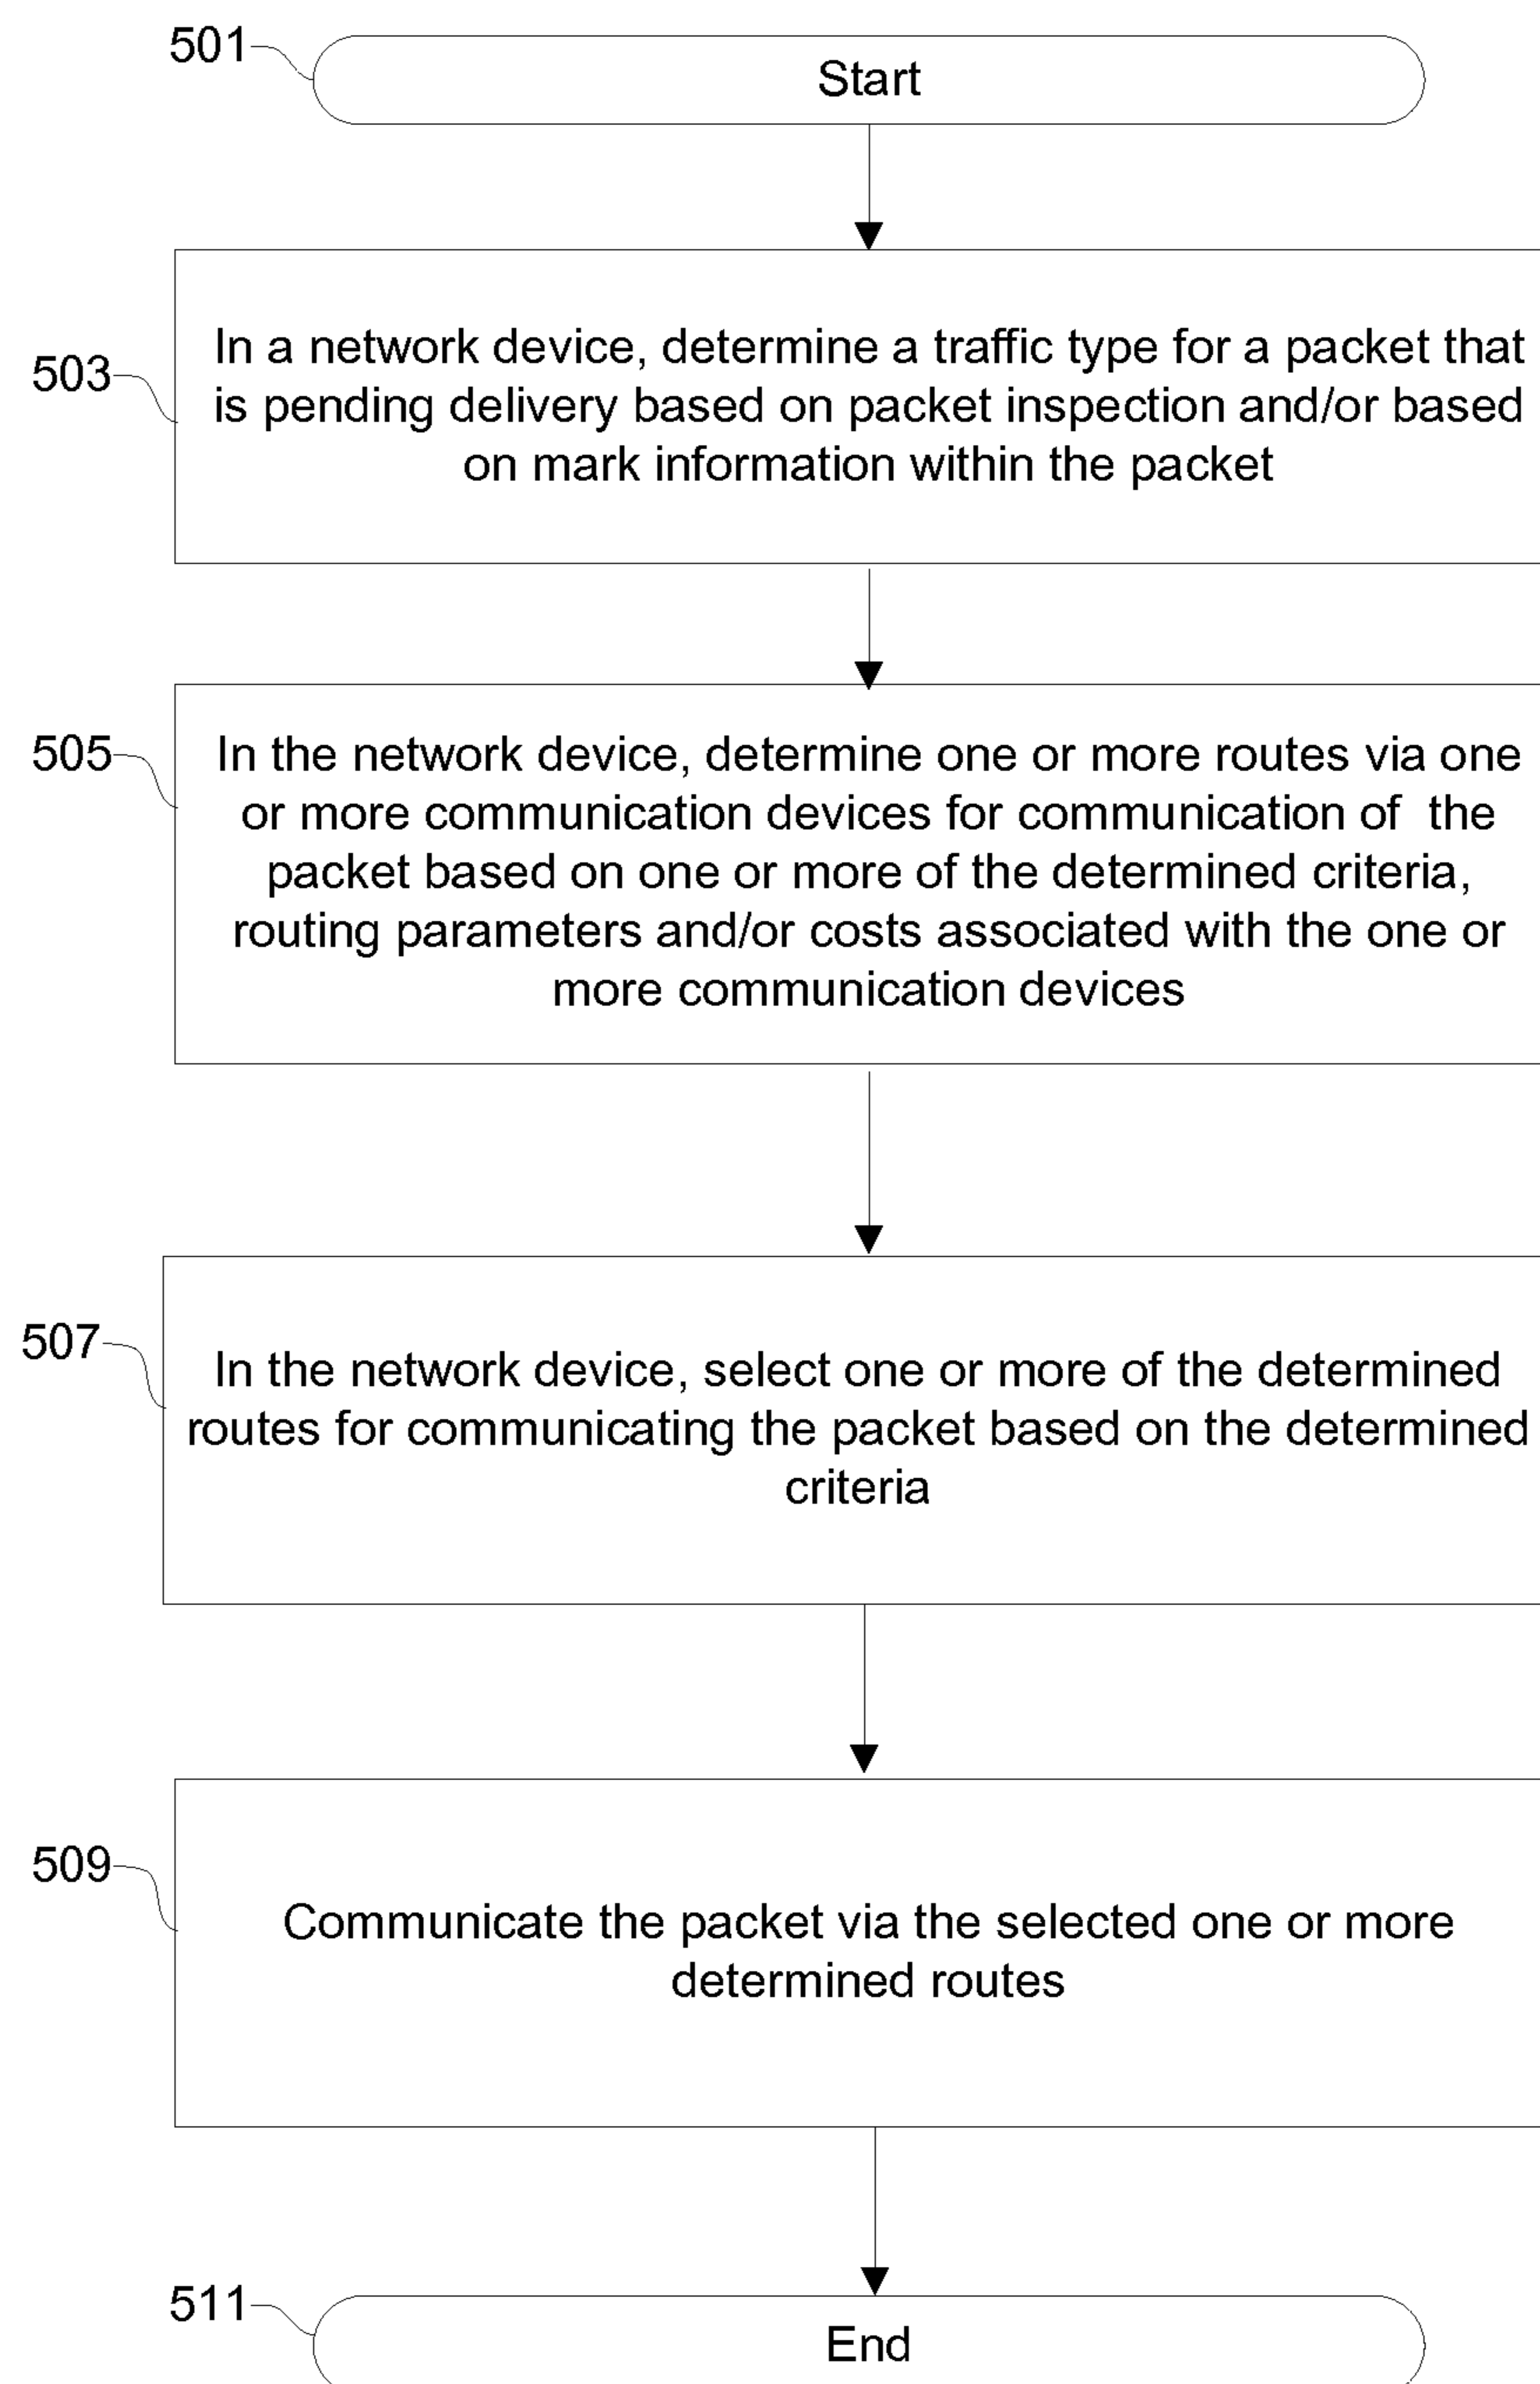 501
Start
503
In a network device, determine a traffic type for a packet that
is pending delivery based on packet inspection and/or based
on mark information within the packet
505
In the network device, determine one or more routes via one
or more communication devices for communication of  the
packet based on one or more of the determined criteria,
routing parameters and/or costs associated with the one or
more communication devices
507
In the network device, select one or more of the determined
routes for communicating the packet based on the determined
criteria
509
Communicate the packet via the selected one or more
determined routes
511
End